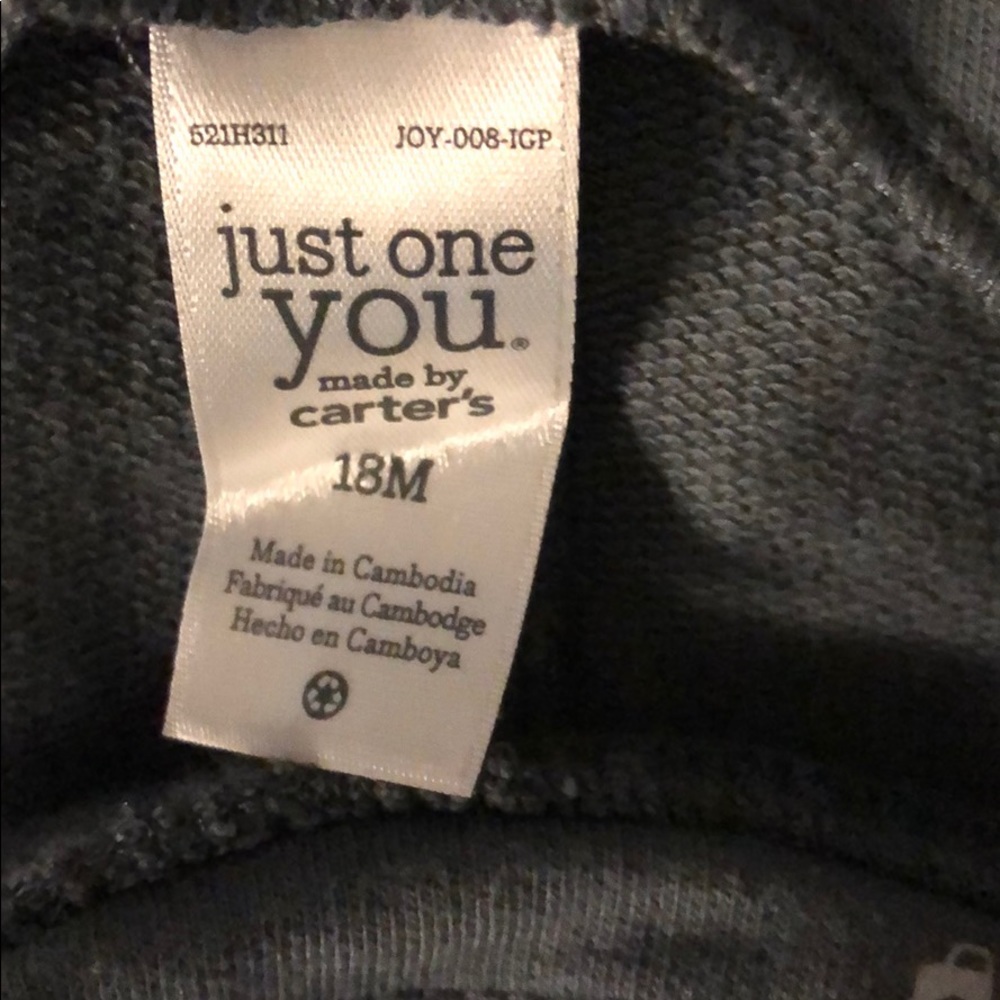 521H311 JOY-008-IGP
just one
you.®
made by
carter's
18M
Made in Cambodia
Fabriqué au Cambodge
Hecho en Camboya